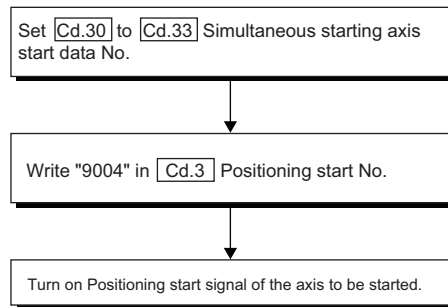 Set Cd.30 to Cd.33 Simultaneous starting axis
start data No.
Write "9004" in Cd.3 Positioning start No.
Turn on Positioning start signal of the axis to be started.